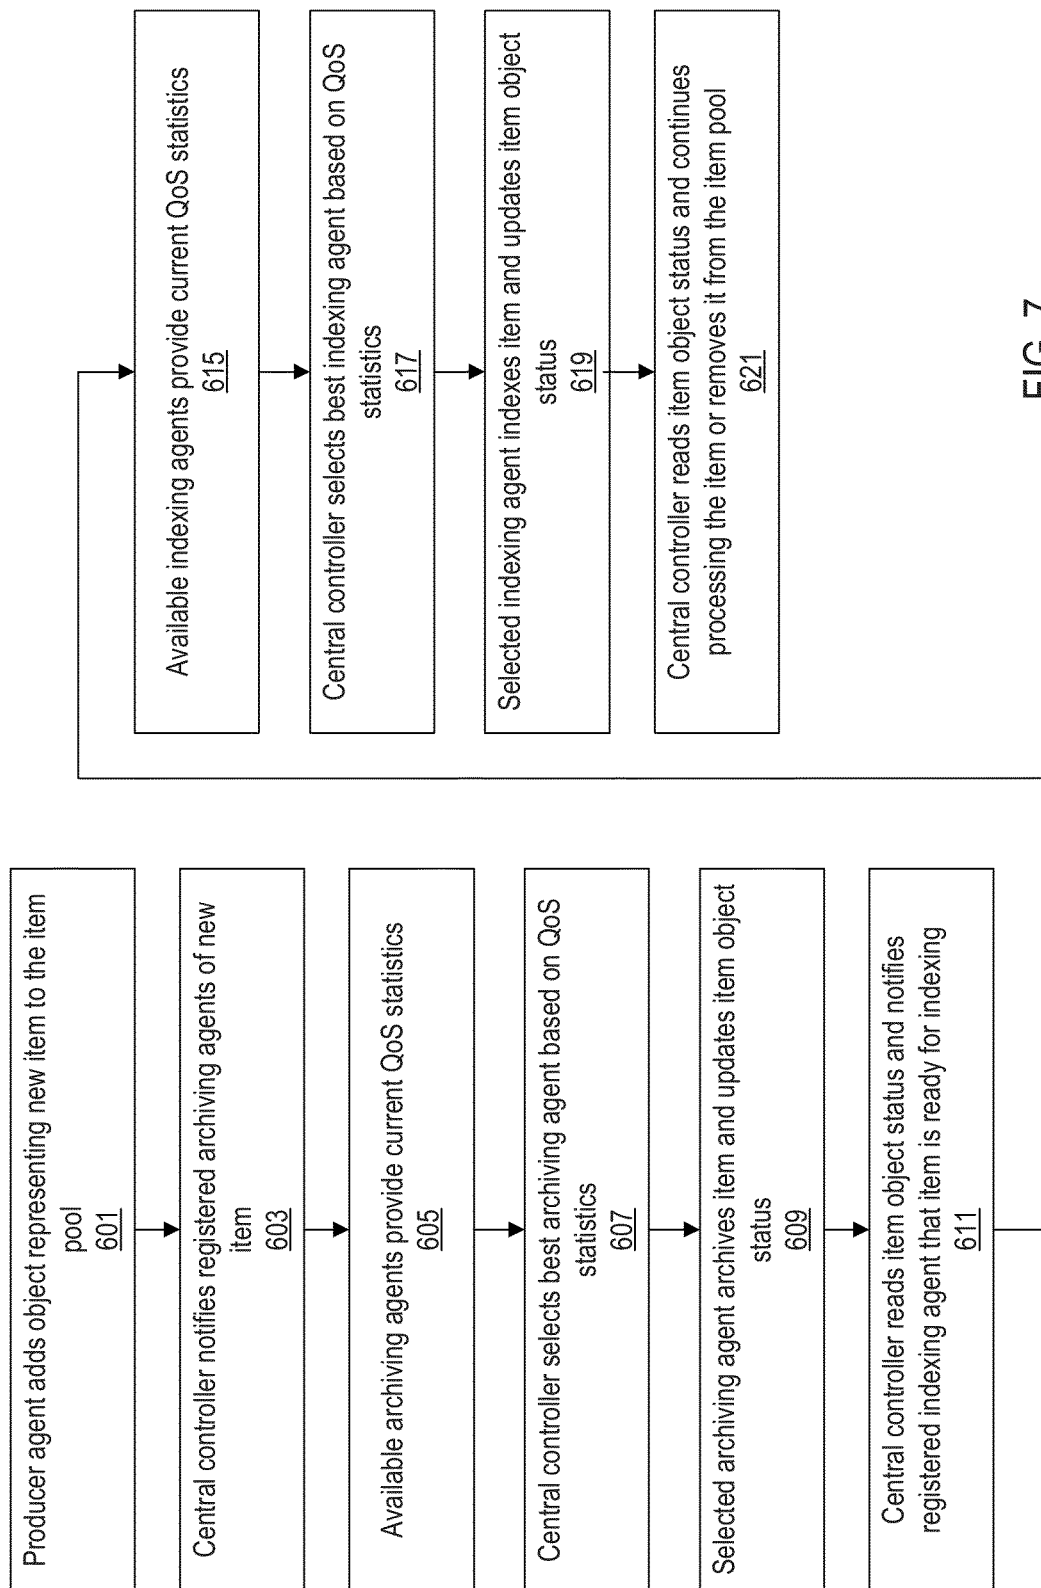 Producer agent adds object representing new item to the item
pool
601
Central controller notifies registered archiving agents of new
item
603
Available archiving agents provide current QoS statistics
605
Central controller selects best archiving agent based on QoS
statistics
607
Selected archiving agent archives item and updates item object
status
609
Central controller reads item object status and notifies
registered indexing agent that item is ready for indexing
611
Available indexing agents provide current QoS statistics
615
Central controller selects best indexing agent based on QoS
statistics
617
Selected indexing agent indexes item and updates item object
status
619
Central controller reads item object status and continues
processing the item or removes it from the item pool
621
FIG. 7